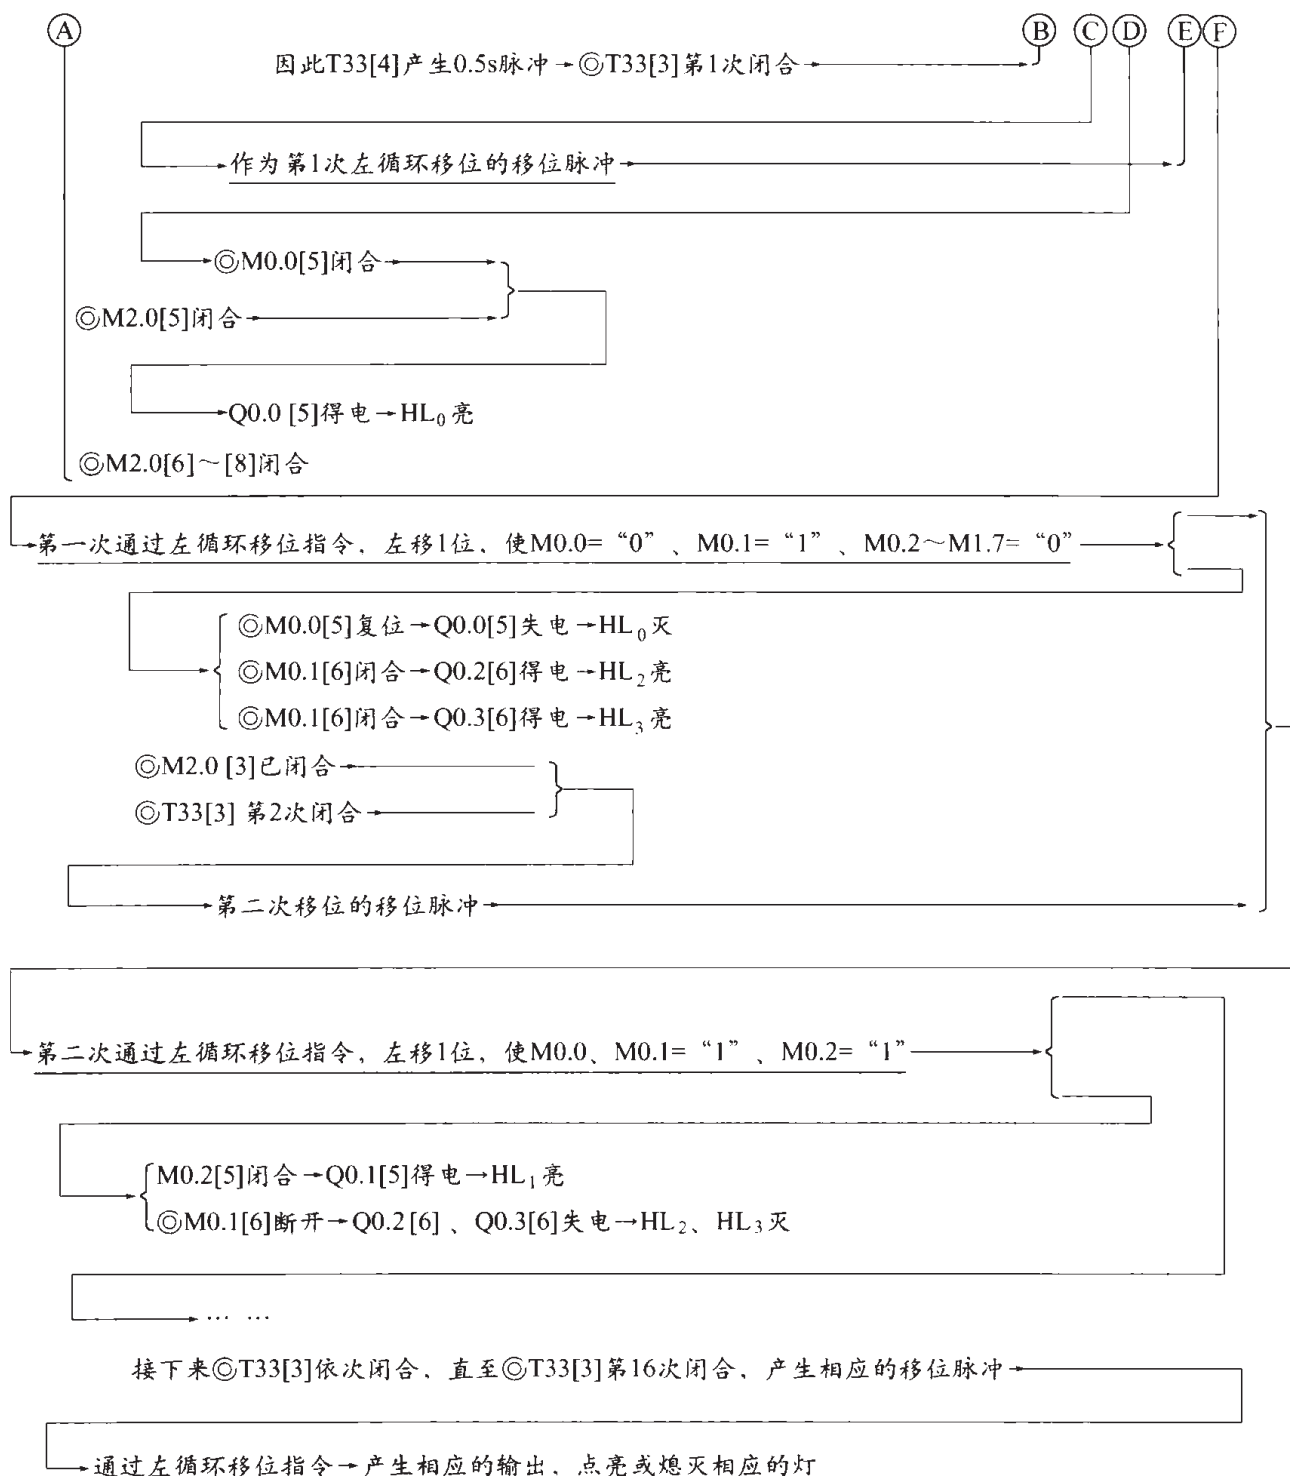 Ⓐ Ⓑ Ⓒ Ⓓ Ⓔ Ⓕ
因此T33[4]产生0.5s脉冲→◎T33[3]第1次闭合→
作为第1次左循环移位的移位脉冲→
◎M0.0[5]闭合→
◎M2.0[5]闭合→
Q0.0 [5]得电→HL₀亮
◎M2.0[6]～[8]闭合
第一次通过左循环移位指令，左移1位，使M0.0=“0”、M0.1=“1”、M0.2～M1.7=“0”
◎M0.0[5]复位→Q0.0[5]失电→HL₀灭
◎M0.1[6]闭合→Q0.2[6]得电→HL₂亮
◎M0.1[6]闭合→Q0.3[6]得电→HL₃亮
◎M2.0 [3]已闭合→
◎T33[3] 第2次闭合→
第二次移位的移位脉冲→
第二次通过左循环移位指令，左移1位，使M0.0、M0.1=“1”、M0.2=“1”
M0.2[5]闭合→Q0.1[5]得电→HL₁亮
◎M0.1[6]断开→Q0.2[6]、Q0.3[6]失电→HL₂、HL₃灭
… …
接下来◎T33[3]依次闭合，直至◎T33[3]第16次闭合，产生相应的移位脉冲→
通过左循环移位指令→产生相应的输出，点亮或熄灭相应的灯